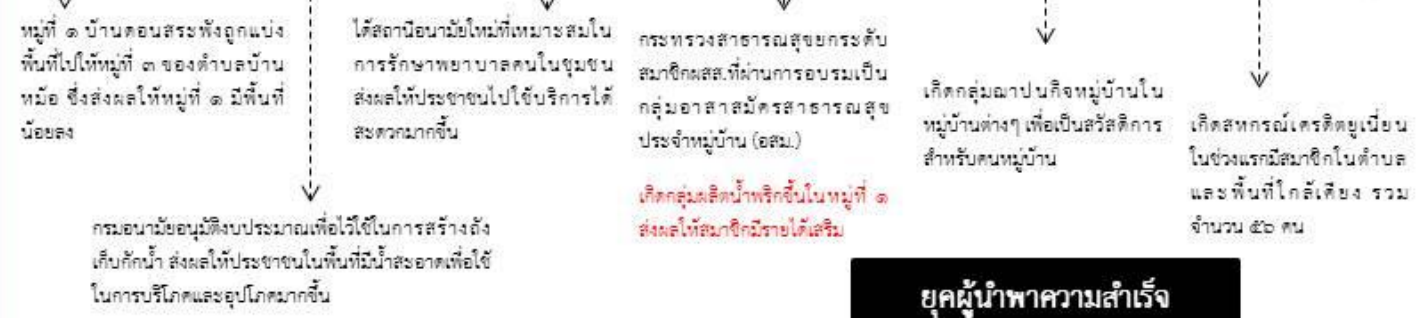 หมู่ที่ ๑ บ้านดอนสระพังถูกแบ่ง
พื้นที่ไปให้หมู่ที่ ๓ ของตำบลบ้าน
หม้อ ซึ่งส่งผลให้หมู่ที่ ๑ มีพื้นที่
น้อยลง
กรมอนามัยอนุมัติงบประมาณเพื่อไว้ใช้ในการสร้างถัง
เก็บกักน้ำ ส่งผลให้ประชาชนในพื้นที่มีน้ำสะอาดเพื่อใช้
ในการบริโภคและอุปโภคมากขึ้น
ได้สถานีอนามัยใหม่ที่เหมาะสมใน
การรักษาพยาบาลคนในชุมชน
ส่งผลให้ประชาชนไปใช้บริการได้
สะดวกมากขึ้น
กระทรวงสาธารณสุขยกระดับ
สมาชิกผสส.ที่ผ่านการอบรมเป็น
กลุ่มอาสาสมัครสาธารณสุข
ประจำหมู่บ้าน (อสม.)
เกิดกลุ่มผลิตน้ำพริกขึ้นในหมู่ที่ ๑
ส่งผลให้สมาชิกมีรายได้เสริม
เกิดกลุ่มฌาปนกิจหมู่บ้านใน
หมู่บ้านต่างๆ เพื่อเป็นสวัสดิการ
สำหรับคนหมู่บ้าน
เกิดสหกรณ์เครดิตยูเนี่ยน
ในช่วงแรกมีสมาชิกในตำบล
และพื้นที่ใกล้เคียง รวม
จำนวน ๕๖ คน
ยุคผู้นำพาความสำเร็จ